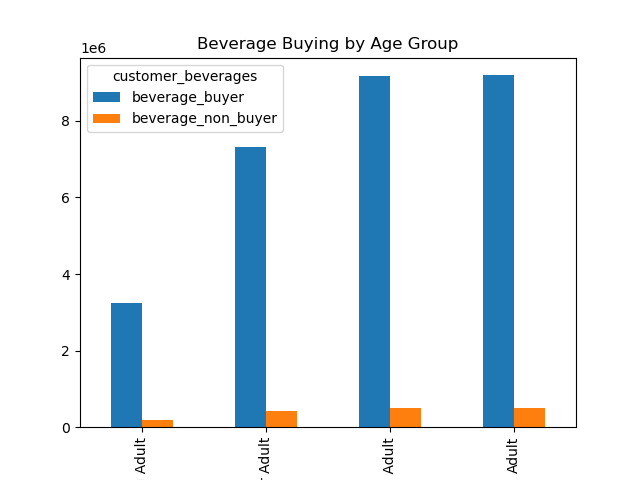 Beverage Buying by Age Group
1e6
customer_beverages
beverage_buyer
beverage_non_buyer
8
6
4
2
0
Adult
Adult
Adult
Adult